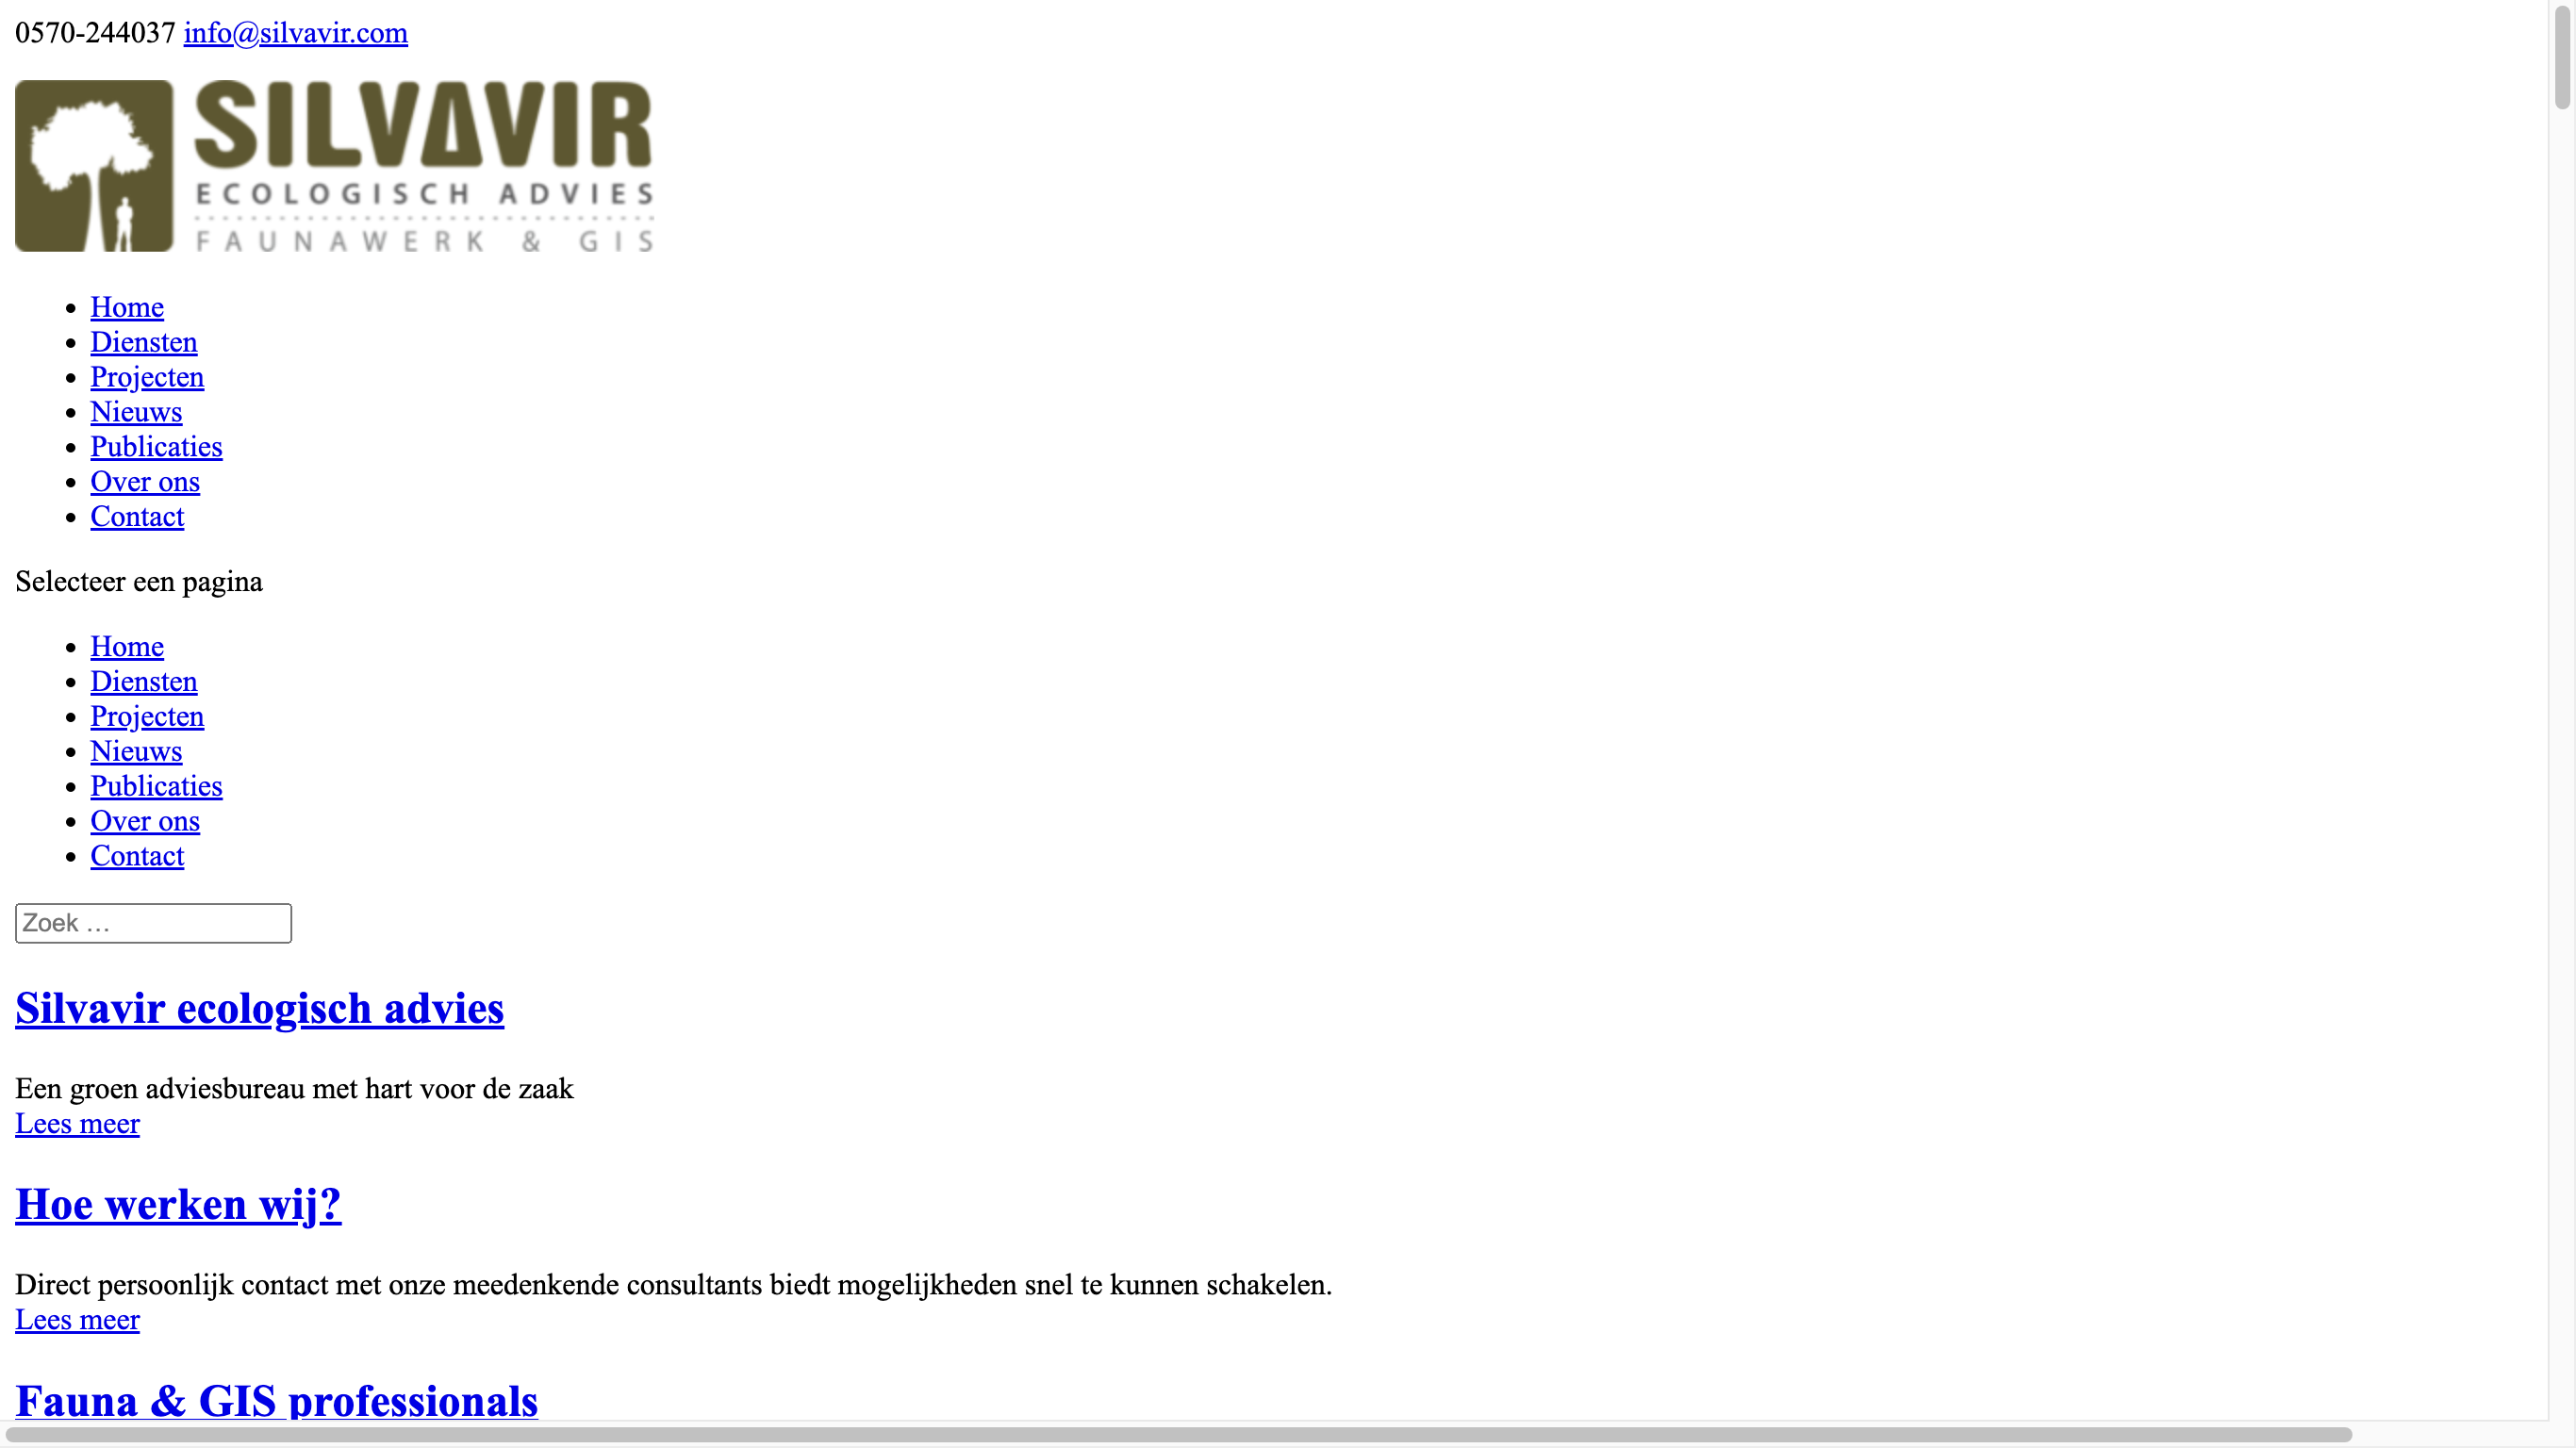 0570-244037 info@silvavir.com
SILVAVIR
ECOLOGISCH ADVIES
FAUNAWERK & GIS
Home
Diensten
Projecten
Nieuws
Publicaties
Over ons
Contact
Selecteer een pagina
Home
Diensten
Projecten
Nieuws
Publicaties
Over ons
Contact
Zoek …
Silvavir ecologisch advies
Een groen adviesbureau met hart voor de zaak
Lees meer
Hoe werken wij?
Direct persoonlijk contact met onze meedenkende consultants biedt mogelijkheden snel te kunnen schakelen.
Lees meer
Fauna & GIS professionals